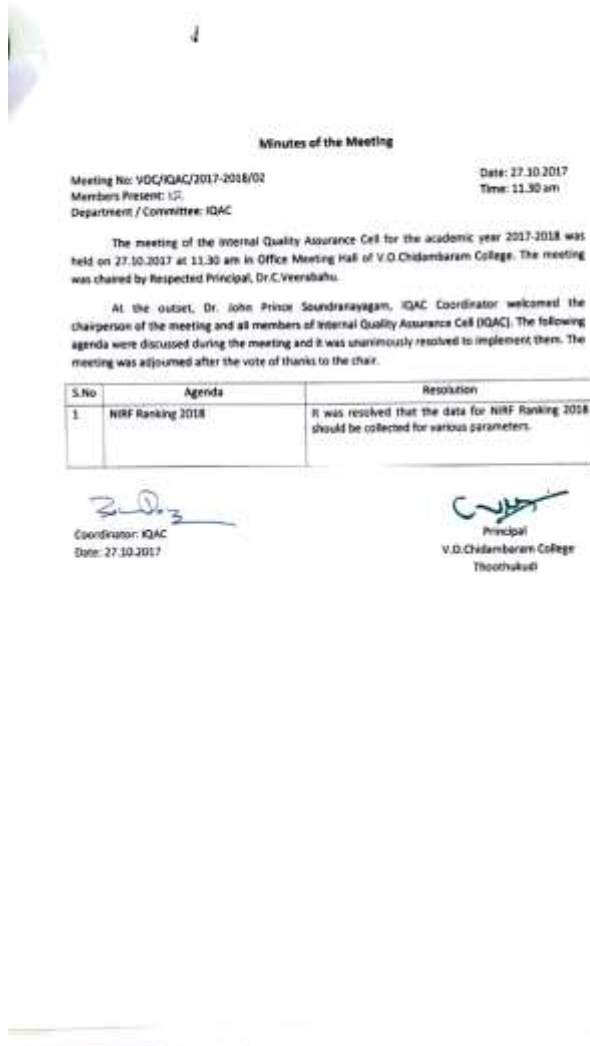 Minutes of the Meeting
Meeting No: VOC/IQAC/2017-2018/02
Date: 27.10.2017
Members Present:
Time: 11.30 am
Department / Committee: IQAC
The meeting of the Internal Quality Assurance Cell for the academic year 2017-2018 was
held on 27.10.2017 at 11.30 am in Office Meeting Hall of V.O.Chidambaram College. The meeting
was chaired by Respected Principal, Dr.C.Veerabahu.
At the outset, Dr. John Prince Soundranayagam, IQAC Coordinator welcomed the
chairperson of the meeting and all members of Internal Quality Assurance Cell (IQAC). The following
agenda were discussed during the meeting and it was unanimously resolved to implement them. The
meeting was adjourned after the vote of thanks to the chair.
S.No Agenda Resolution
1 NIRF Ranking 2018 It was resolved that the data for NIRF Ranking 2018
should be collected for various parameters.
Coordinator: IQAC
Date: 27.10.2017
Principal
V.O.Chidambaram College
Thoothukudi